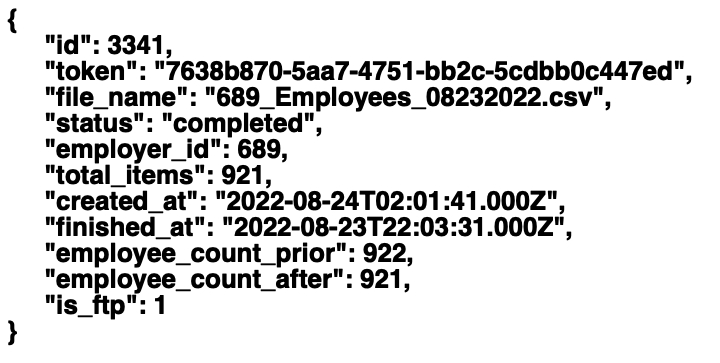 {
"id": 3341,
"token": "7638b870-5aa7-4751-bb2c-5cdbb0c447ed",
"file_name": "689_Employees_08232022.csv",
"status": "completed",
"employer_id": 689,
"total_items": 921,
"created_at": "2022-08-24T02:01:41.000Z",
"finished_at": "2022-08-23T22:03:31.000Z",
"employee_count_prior": 922,
"employee_count_after": 921,
"is_ftp": 1
}